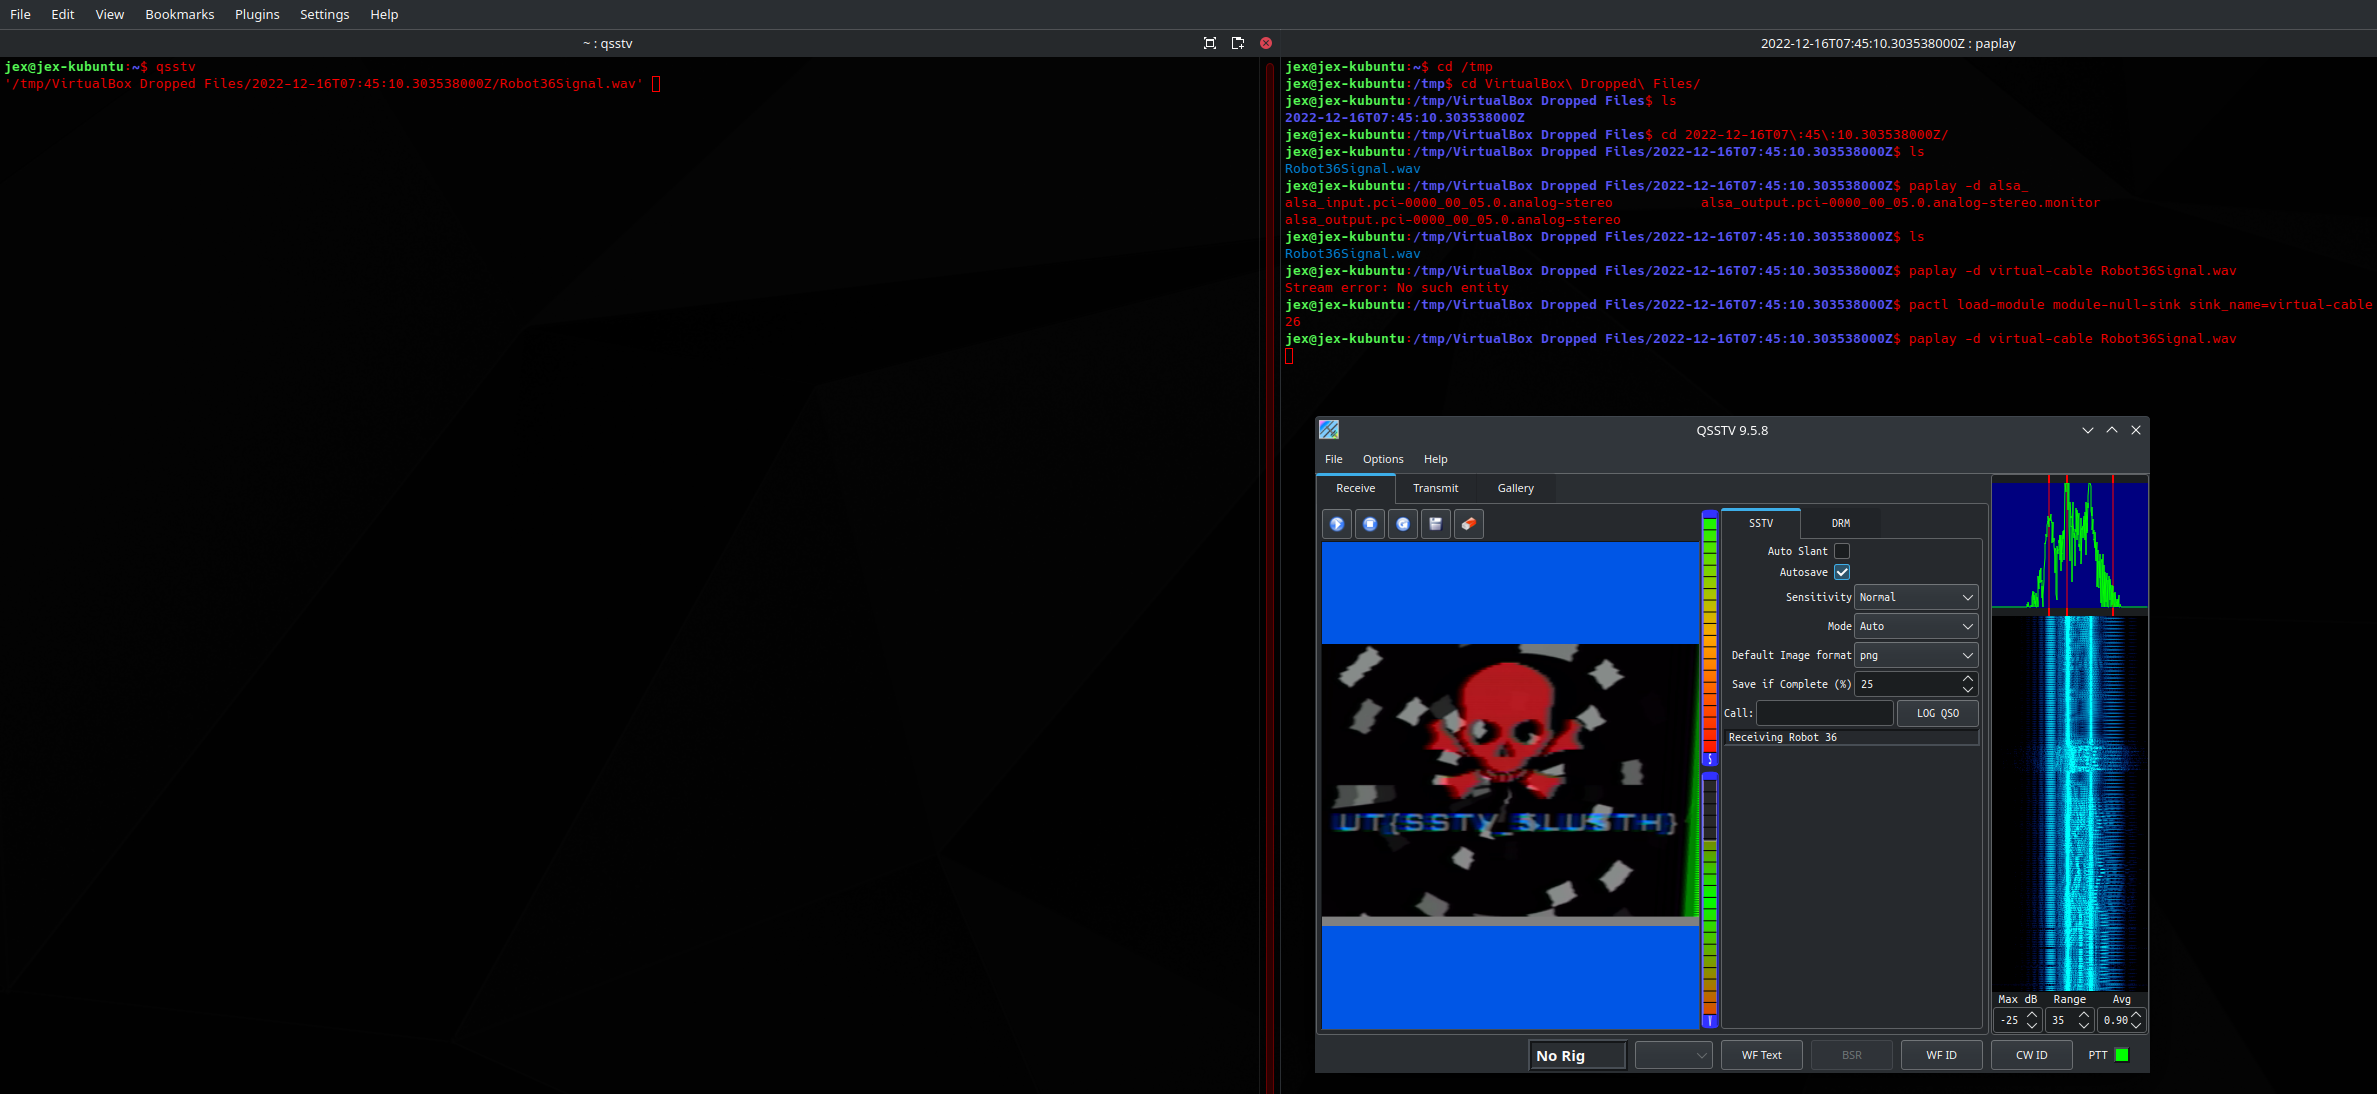 File Edit View Bookmarks Plugins Settings Help
~ : qsstv
jex@jex-kubuntu:~$ qsstv
'/tmp/VirtualBox Dropped Files/2022-12-16T07:45:10.303538000Z/Robot36Signal.wav'
2022-12-16T07:45:10.303538000Z : paplay
jex@jex-kubuntu:~$ cd /tmp
jex@jex-kubuntu:/tmp$ cd VirtualBox\ Dropped\ Files/
jex@jex-kubuntu:/tmp/VirtualBox Dropped Files$ ls
2022-12-16T07:45:10.303538000Z
jex@jex-kubuntu:/tmp/VirtualBox Dropped Files$ cd 2022-12-16T07\:45\:10.303538000Z/
jex@jex-kubuntu:/tmp/VirtualBox Dropped Files/2022-12-16T07:45:10.303538000Z$ ls
Robot36Signal.wav
jex@jex-kubuntu:/tmp/VirtualBox Dropped Files/2022-12-16T07:45:10.303538000Z$ paplay -d alsa_
alsa_input.pci-0000_00_05.0.analog-stereo alsa_output.pci-0000_00_05.0.analog-stereo.monitor
alsa_output.pci-0000_00_05.0.analog-stereo
jex@jex-kubuntu:/tmp/VirtualBox Dropped Files/2022-12-16T07:45:10.303538000Z$ ls
Robot36Signal.wav
jex@jex-kubuntu:/tmp/VirtualBox Dropped Files/2022-12-16T07:45:10.303538000Z$ paplay -d virtual-cable Robot36Signal.wav
Stream error: No such entity
jex@jex-kubuntu:/tmp/VirtualBox Dropped Files/2022-12-16T07:45:10.303538000Z$ pactl load-module module-null-sink sink_name=virtual-cable
26
jex@jex-kubuntu:/tmp/VirtualBox Dropped Files/2022-12-16T07:45:10.303538000Z$ paplay -d virtual-cable Robot36Signal.wav
QSSTV 9.5.8
File Options Help
Receive Transmit Gallery
SSTV DRM
Auto Slant
Autosave
Sensitivity Normal
Mode Auto
Default Image format png
Save if Complete (%) 25
Call: LOG QSO
Receiving Robot 36
UT{SSTV_SLUSTH}
S
T
Max dB Range Avg
-25 35 0.90
No Rig WF Text BSR WF ID CW ID PTT